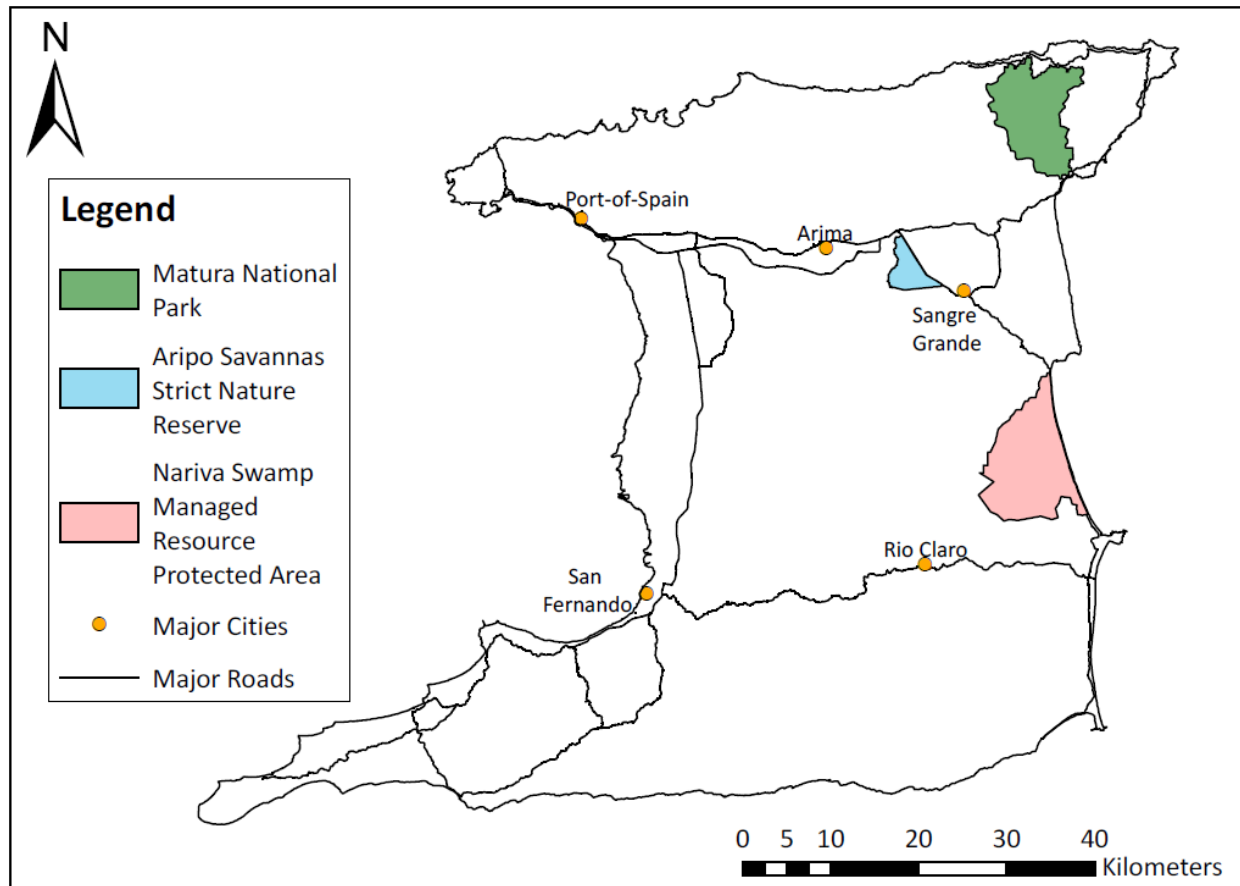 N
Legend
Matura National
Park
Aripo Savannas
Strict Nature
Reserve
Nariva Swamp
Managed
Resource
Protected Area
Major Cities
Major Roads
Port-of-Spain
Arima
Sangre
Grande
Rio Claro
San
Fernando
0 5 10 20 30 40
Kilometers